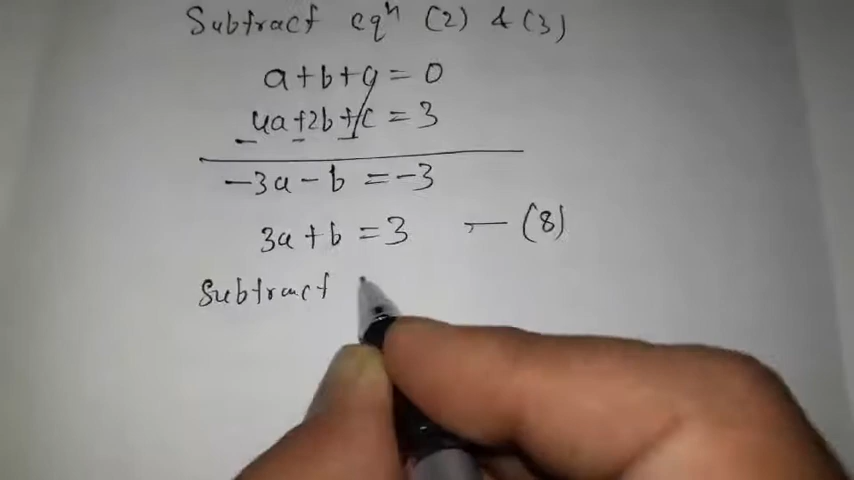 Subtract eqⁿ (2) & (3)
a+b+c = 0
4a+2b+c = 3
-3a-b = -3
3a+b = 3 — (8)
Subtract